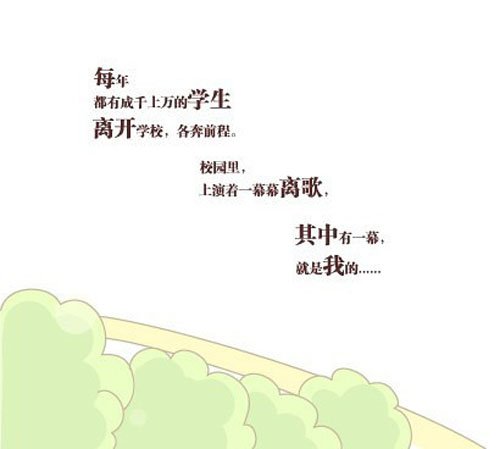 每年
都有成千上万的学生
离开学校，各奔前程。
校园里，
上演着一幕幕离歌，
其中有一幕，
就是我的……